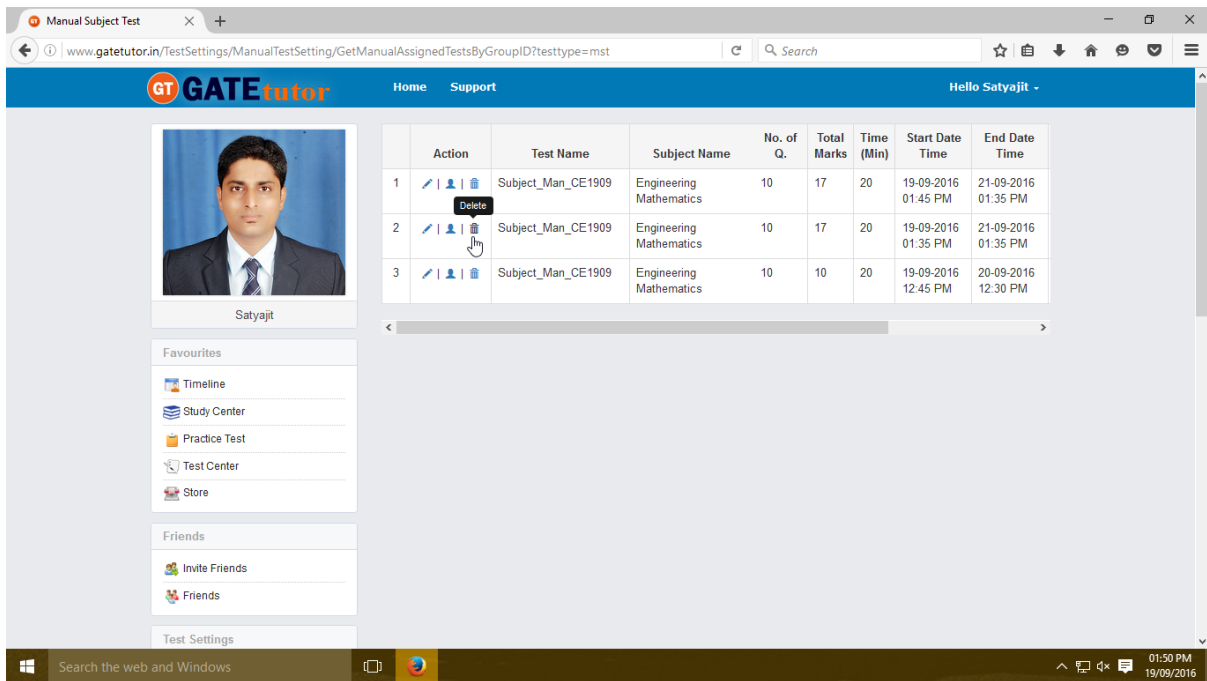 Manual Subject Test
www.gatetutor.in/TestSettings/ManualTestSetting/GetManualAssignedTestsByGroupID?testtype=mst
Search
GT GATEtutor
Home Support
Hello Satyajit
Action Test Name Subject Name No. of Q. Total Marks Time (Min) Start Date Time End Date Time
1 | | Subject_Man_CE1909 Engineering Mathematics 10 17 20 19-09-2016 01:45 PM 21-09-2016 01:35 PM
Delete
2 | | Subject_Man_CE1909 Engineering Mathematics 10 17 20 19-09-2016 01:35 PM 21-09-2016 01:35 PM
3 | | Subject_Man_CE1909 Engineering Mathematics 10 10 20 19-09-2016 12:45 PM 20-09-2016 12:30 PM
Satyajit
Favourites
Timeline
Study Center
Practice Test
Test Center
Store
Friends
Invite Friends
Friends
Test Settings
Search the web and Windows
01:50 PM
19/09/2016